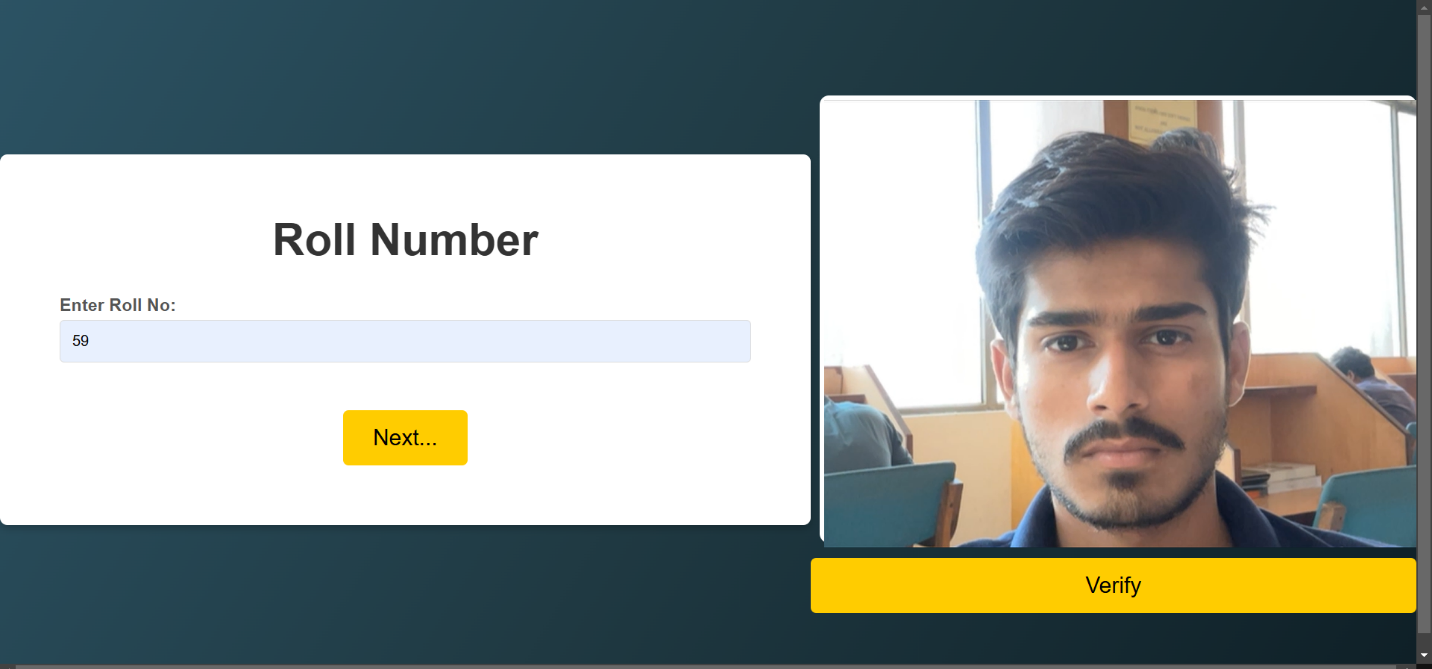 Roll Number
Enter Roll No:
59
Next...
Verify